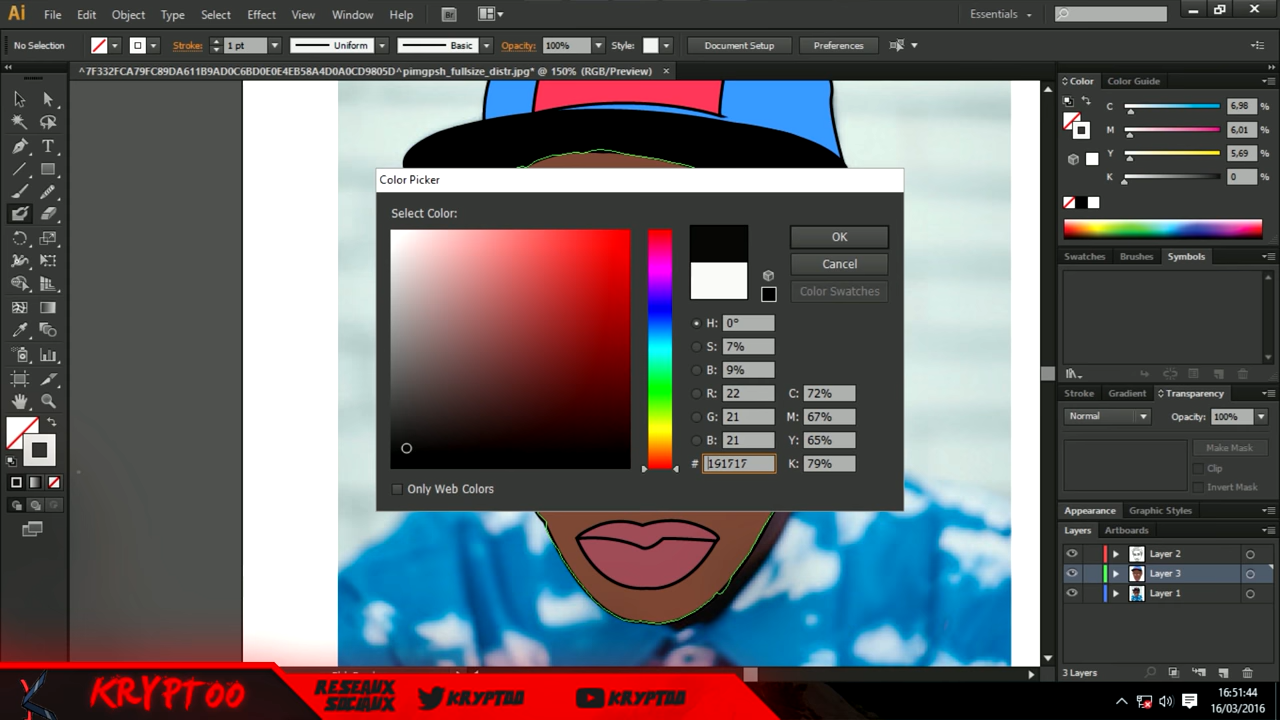 Ai File Edit Object Type Select Effect View Window Help Br Essentials
No Selection Stroke: 1 pt Uniform Basic Opacity: 100% Style: Document Setup Preferences
^7F332FCA79FC89DA611B9AD0C6BD0E0E4EB58A4D0A0CD9805D^pimgpsh_fullsize_distr.jpg* @ 150% (RGB/Preview)
Color Color Guide
C 6,98 %
M 6,01 %
Y 5,69 %
K 0 %
Swatches Brushes Symbols
Stroke Gradient Transparency
Normal Opacity: 100%
Make Mask
Clip
Invert Mask
Appearance Graphic Styles
Layers Artboards
Layer 2
Layer 3
Layer 1
3 Layers
Color Picker
Select Color:
OK
Cancel
Color Swatches
H: 0°
S: 7%
B: 9%
R: 22 C: 72%
G: 21 M: 67%
B: 21 Y: 65%
# 191717 K: 79%
Only Web Colors
KRYPTOO
RESEAUX
SOCIAUX
KRYPTOO
KRYPTOO
16:51:44
16/03/2016